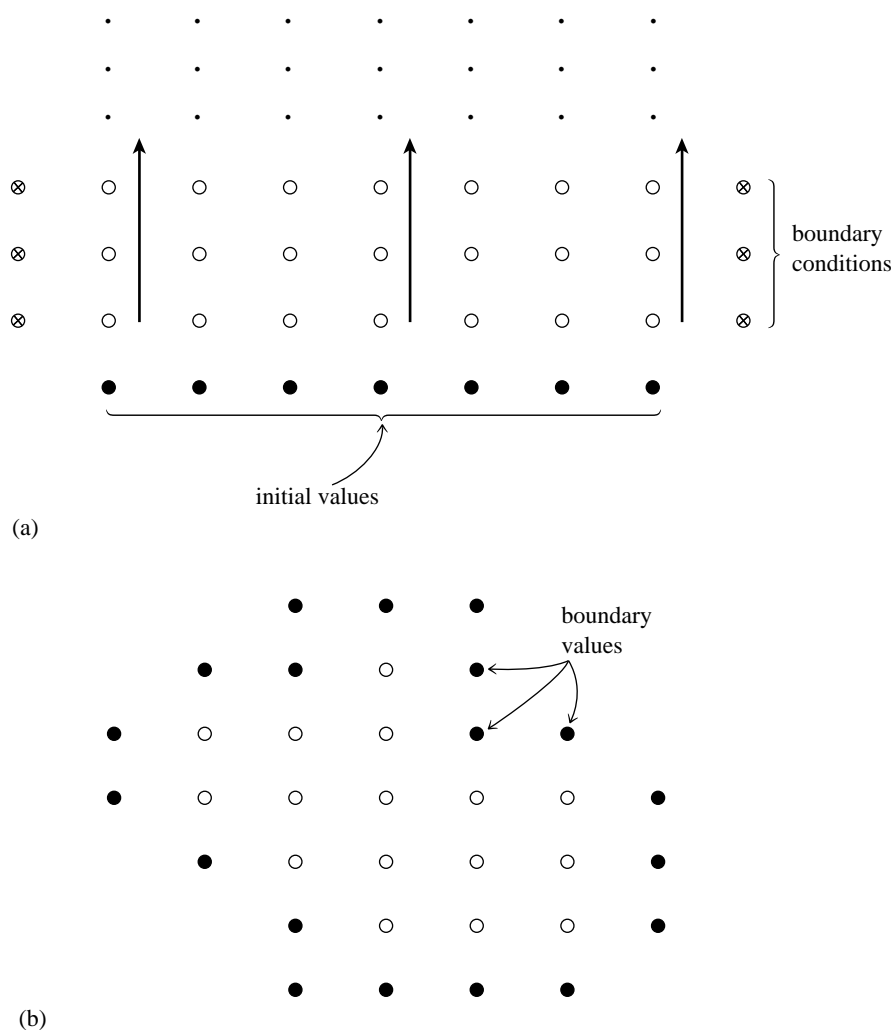 boundary
conditions
initial values
(a)
boundary
values
(b)